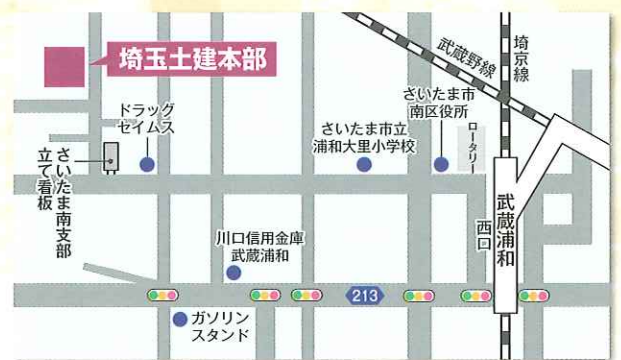 埼玉土建本部
武蔵野線
埼京線
ドラッグ
セイムス
さいたま市立
浦和大里小学校
さいたま市
南区役所
ロータリー
さいたま南支部
立て看板
武蔵浦和
西口
川口信用金庫
武蔵浦和
213
ガソリン
スタンド